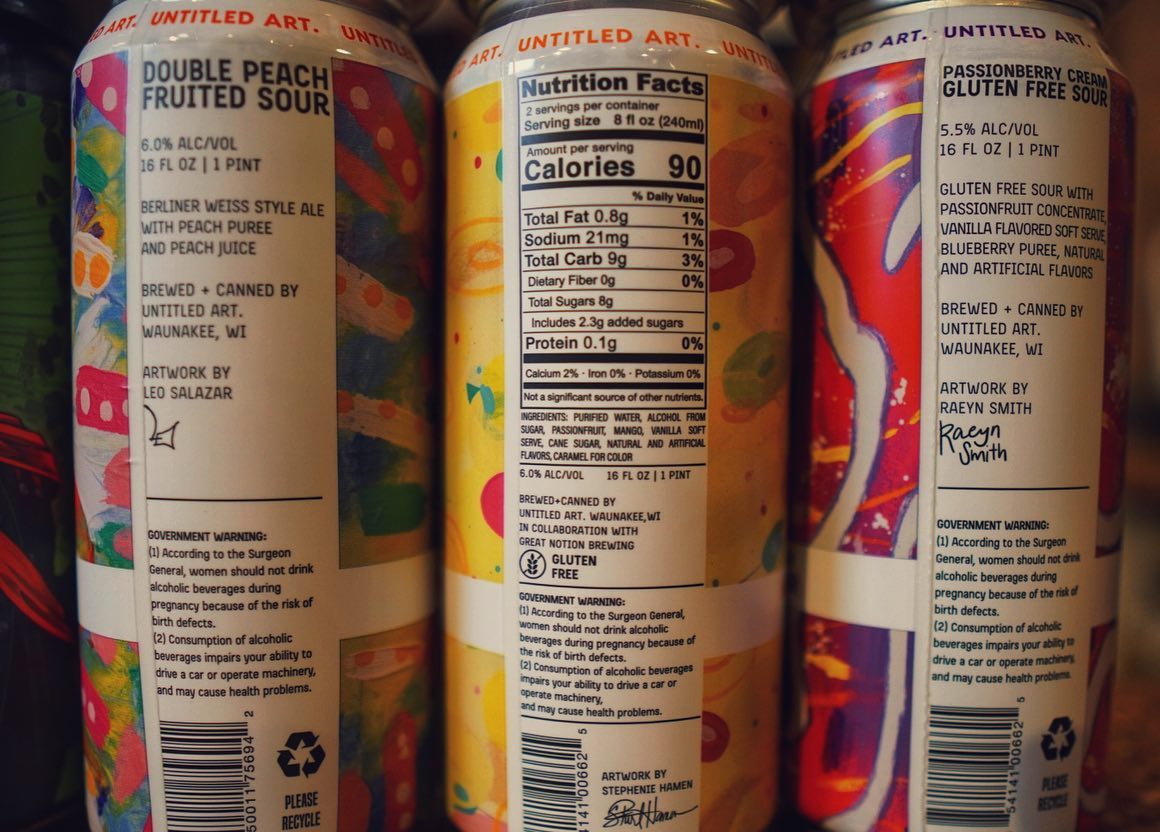 ED ART. UNTITLED ART. UNTITL
DOUBLE PEACH
FRUITED SOUR
6.0% ALC/VOL
16 FL OZ | 1 PINT
BERLINER WEISS STYLE ALE
WITH PEACH PUREE
AND PEACH JUICE
BREWED + CANNED BY
UNTITLED ART.
WAUNAKEE, WI
ARTWORK BY
LEO SALAZAR
GOVERNMENT WARNING:
(1) According to the Surgeon
General, women should not drink
alcoholic beverages during
pregnancy because of the risk of
birth defects.
(2) Consumption of alcoholic
beverages impairs your ability to
drive a car or operate machinery,
and may cause health problems.
50011 75694 2
PLEASE
RECYCLE
ART. UNTITLED ART. UNTITL
Nutrition Facts
2 servings per container
Serving size 8 fl oz (240ml)
Amount per serving
Calories 90
% Daily Value
Total Fat 0.8g 1%
Sodium 21mg 1%
Total Carb 9g 3%
Dietary Fiber 0g 0%
Total Sugars 8g
Includes 2.3g added sugars
Protein 0.1g 0%
Calcium 2% · Iron 0% · Potassium 0%
Not a significant source of other nutrients.
INGREDIENTS: PURIFIED WATER, ALCOHOL FROM
SUGAR, PASSIONFRUIT, MANGO, VANILLA SOFT
SERVE, CANE SUGAR, NATURAL AND ARTIFICIAL
FLAVORS, CARAMEL FOR COLOR
6.0% ALC/VOL 16 FL OZ | 1 PINT
BREWED+CANNED BY
UNTITLED ART. WAUNAKEE,WI
IN COLLABORATION WITH
GREAT NOTION BREWING
GLUTEN
FREE
GOVERNMENT WARNING:
(1) According to the Surgeon General,
women should not drink alcoholic
beverages during pregnancy because of
the risk of birth defects.
(2) Consumption of alcoholic beverages
impairs your ability to drive a car or
operate machinery,
and may cause health problems.
54141 00662 5
ARTWORK BY
STEPHENIE HAMEN
TLED ART. UNTITLED ART.
PASSIONBERRY CREAM
GLUTEN FREE SOUR
5.5% ALC/VOL
16 FL OZ | 1 PINT
GLUTEN FREE SOUR WITH
PASSIONFRUIT CONCENTRATE,
VANILLA FLAVORED SOFT SERVE,
BLUEBERRY PUREE, NATURAL
AND ARTIFICIAL FLAVORS
BREWED + CANNED BY
UNTITLED ART.
WAUNAKEE, WI
ARTWORK BY
RAEYN SMITH
Raeyn
Smith
GOVERNMENT WARNING:
(1) According to the Surgeon
General, women should not drink
alcoholic beverages during
pregnancy because of the risk of
birth defects.
(2) Consumption of alcoholic
beverages impairs your ability to
drive a car or operate machinery,
and may cause health problems.
54141 00662 5
PLEASE
RECYCLE